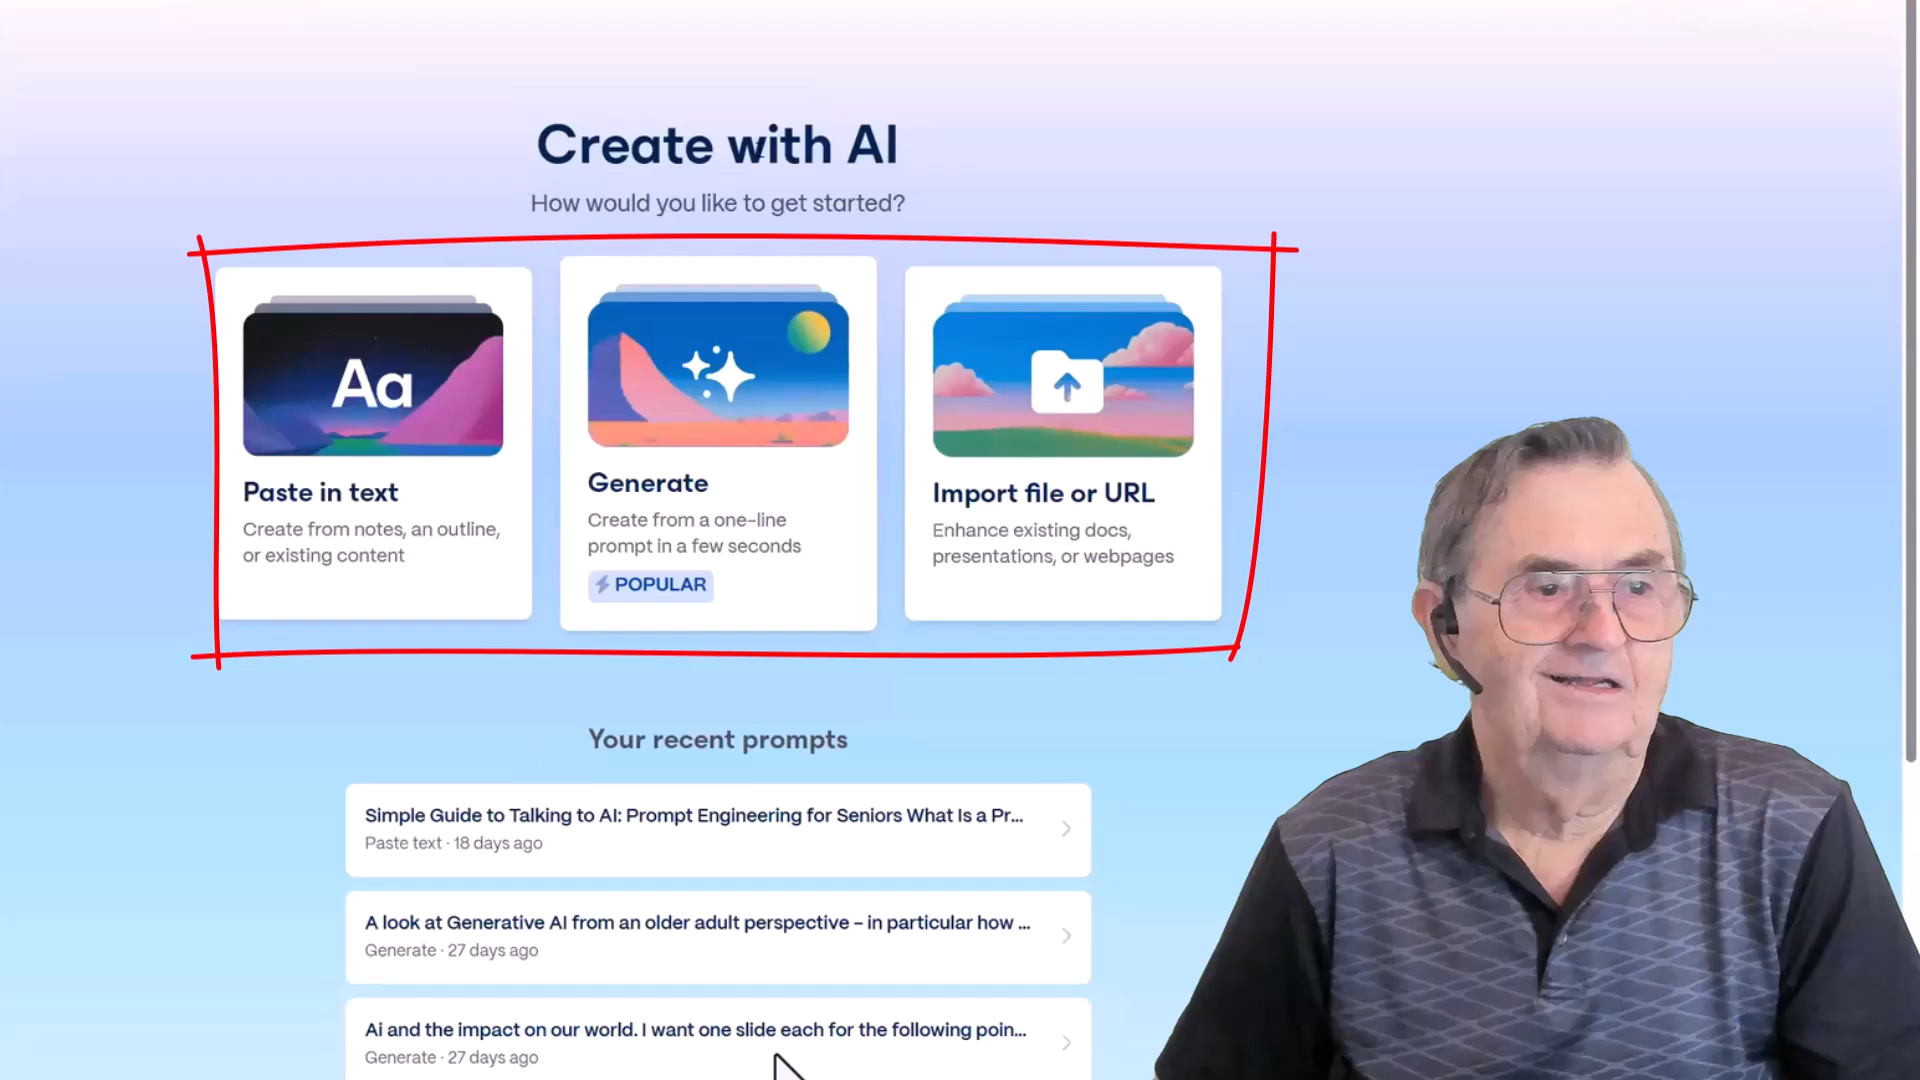 Create with AI
How would you like to get started?
Aa
Paste in text
Create from notes, an outline,
or existing content
Generate
Create from a one-line
prompt in a few seconds
POPULAR
Import file or URL
Enhance existing docs,
presentations, or webpages
Your recent prompts
Simple Guide to Talking to AI: Prompt Engineering for Seniors What Is a Pr...
Paste text · 18 days ago
A look at Generative AI from an older adult perspective – in particular how ...
Generate · 27 days ago
Ai and the impact on our world. I want one slide each for the following poin...
Generate · 27 days ago